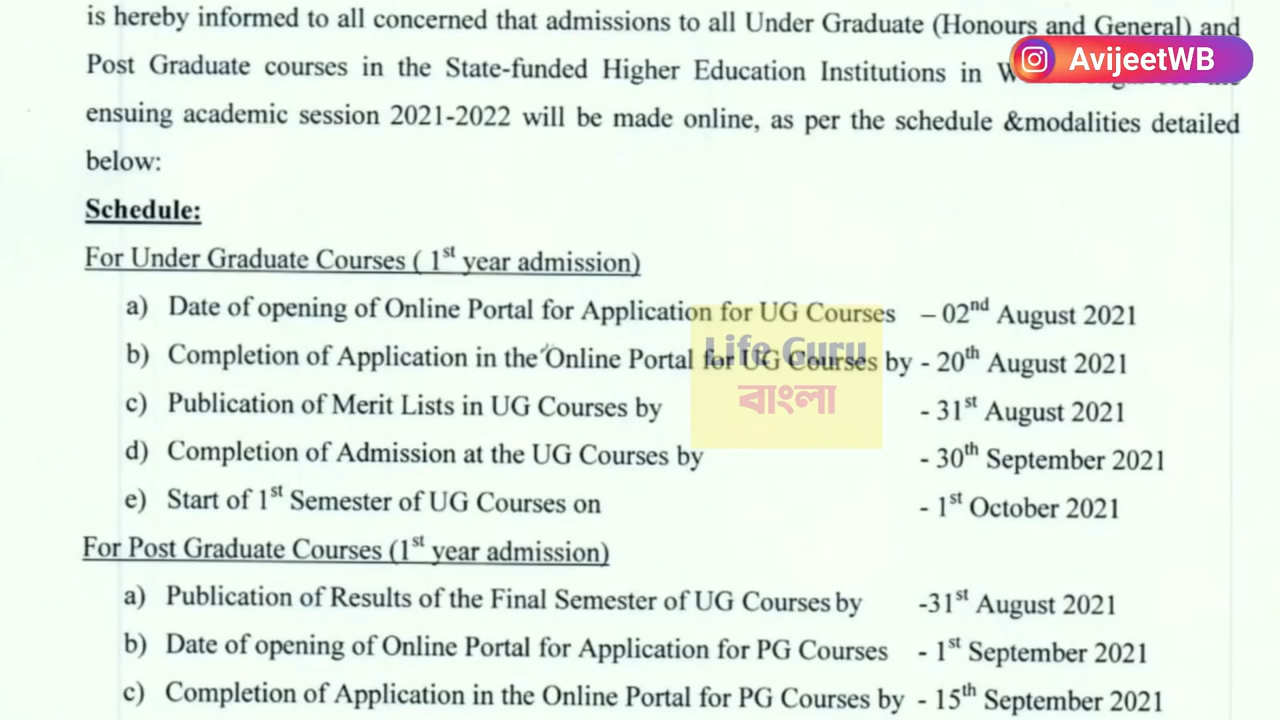 is hereby informed to all concerned that admissions to all Under Graduate (Honours and General) and
AvijeetWB
Post Graduate courses in the State-funded Higher Education Institutions in
ensuing academic session 2021-2022 will be made online, as per the schedule &modalities detailed
below:
Schedule:
For Under Graduate Courses ( 1st year admission)
a) Date of opening of Online Portal for Application for UG Courses – 02nd August 2021
Life Guru
b) Completion of Application in the Online Portal for UG Courses by - 20th August 2021
বাংলা
c) Publication of Merit Lists in UG Courses by - 31st August 2021
d) Completion of Admission at the UG Courses by - 30th September 2021
e) Start of 1st Semester of UG Courses on - 1st October 2021
For Post Graduate Courses (1st year admission)
a) Publication of Results of the Final Semester of UG Courses by -31st August 2021
b) Date of opening of Online Portal for Application for PG Courses - 1st September 2021
c) Completion of Application in the Online Portal for PG Courses by - 15th September 2021